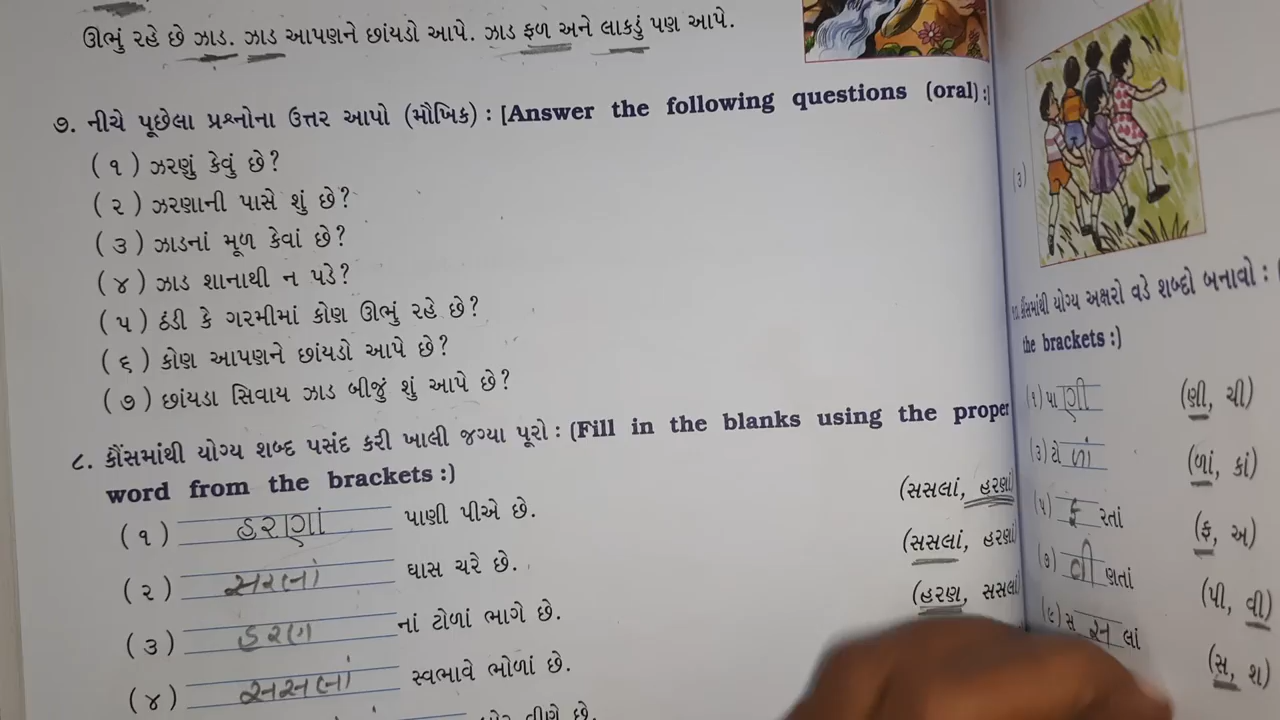 ઊભું રહે છે ઝાડ. ઝાડ આપણને છાંયડો આપે. ઝાડ ફળ અને લાકડું પણ આપે.
૭. નીચે પૂછેલા પ્રશ્નોના ઉત્તર આપો (મૌખિક) : [Answer the following questions (oral) :]
(૧) ઝરણું કેવું છે?
(૨) ઝરણાની પાસે શું છે?
(૩) ઝાડનાં મૂળ કેવાં છે?
(૪) ઝાડ શાનાથી ન પડે?
(૫) ઠંડી કે ગરમીમાં કોણ ઊભું રહે છે?
(૬) કોણ આપણને છાંયડો આપે છે?
(૭) છાંયડા સિવાય ઝાડ બીજું શું આપે છે?
૮. કૌંસમાંથી યોગ્ય શબ્દ પસંદ કરી ખાલી જગ્યા પૂરો : (Fill in the blanks using the proper
word from the brackets :)
(૧) હરણાં પાણી પીએ છે. (સસલાં, હરણાં)
(૨) સસલાં ઘાસ ચરે છે. (સસલાં, હરણાં)
(૩) હરણ નાં ટોળાં ભાગે છે. (હરણ, સસલાં
(૪) સસલાં સ્વભાવે ભોળાં છે.
વીણે છે.
(૩)
૧૦. કૌંસમાંથી યોગ્ય અક્ષરો વડે શબ્દો બનાવો : (
the brackets :)
(૧) પાણી (ણી, ચી)
(૩) ટોળાં (ળાં, કાં)
(૫) ફરતાં (ફ, અ)
(૭) વીણતાં (પી, વી)
(૯) સસલાં (સ, શ)